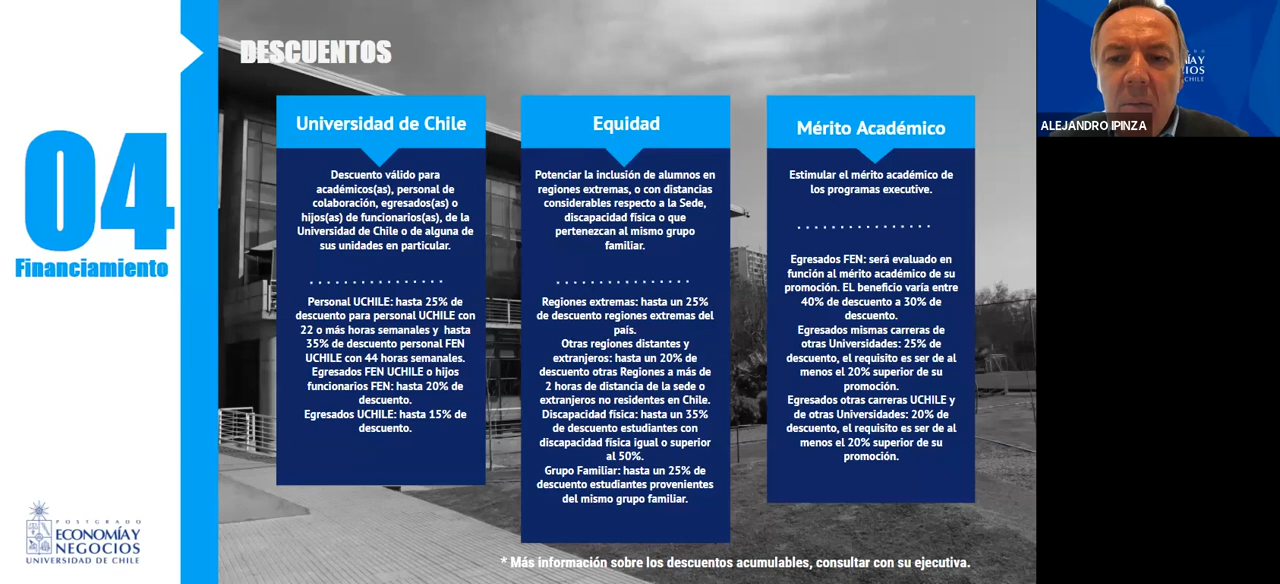 04
Financiamiento
POSTGRADO
ECONOMÍA Y
NEGOCIOS
UNIVERSIDAD DE CHILE
DESCUENTOS
Universidad de Chile
Descuento válido para
académicos(as), personal de
colaboración, egresados(as) o
hijos(as) de funcionarios(as), de la
Universidad de Chile o de alguna de
sus unidades en particular.
Personal UCHILE: hasta 25% de
descuento para personal UCHILE con
22 o más horas semanales y hasta
35% de descuento personal FEN
UCHILE con 44 horas semanales.
Egresados FEN UCHILE o hijos
funcionarios FEN: hasta 20% de
descuento.
Egresados UCHILE: hasta 15% de
descuento.
Equidad
Potenciar la inclusión de alumnos en
regiones extremas, o con distancias
considerables respecto a la Sede,
discapacidad física o que
pertenezcan al mismo grupo
familiar.
Regiones extremas: hasta un 25%
de descuento regiones extremas del
país.
Otras regiones distantes y
extranjeros: hasta un 20% de
descuento otras Regiones a más de
2 horas de distancia de la sede o
extranjeros no residentes en Chile.
Discapacidad física: hasta un 35%
de descuento estudiantes con
discapacidad física igual o superior
al 50%.
Grupo Familiar: hasta un 25% de
descuento estudiantes provenientes
del mismo grupo familiar.
Mérito Académico
Estimular el mérito académico de
los programas executive.
Egresados FEN: será evaluado en
función al mérito académico de su
promoción. EL beneficio varía entre
40% de descuento a 30% de
descuento.
Egresados mismas carreras de
otras Universidades: 25% de
descuento, el requisito es ser de al
menos el 20% superior de su
promoción.
Egresados otras carreras UCHILE y
de otras Universidades: 20% de
descuento, el requisito es ser de al
menos el 20% superior de su
promoción.
* Más información sobre los descuentos acumulables, consultar con su ejecutiva.
ALEJANDRO IPINZA